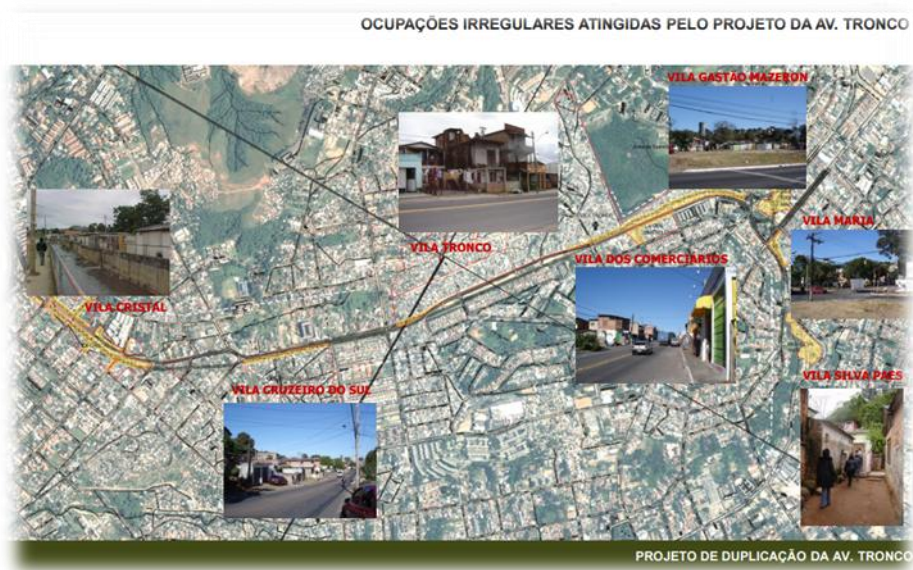 OCUPAÇÕES IRREGULARES ATINGIDAS PELO PROJETO DA AV. TRONCO
VILA GASTÃO MAZERON
VILA MARIA
VILA TRONCO
VILA DOS COMERCIÁRIOS
VILA CRISTAL
VILA SILVA PAES
VILA CRUZEIRO DO SUL
PROJETO DE DUPLICAÇÃO DA AV. TRONCO